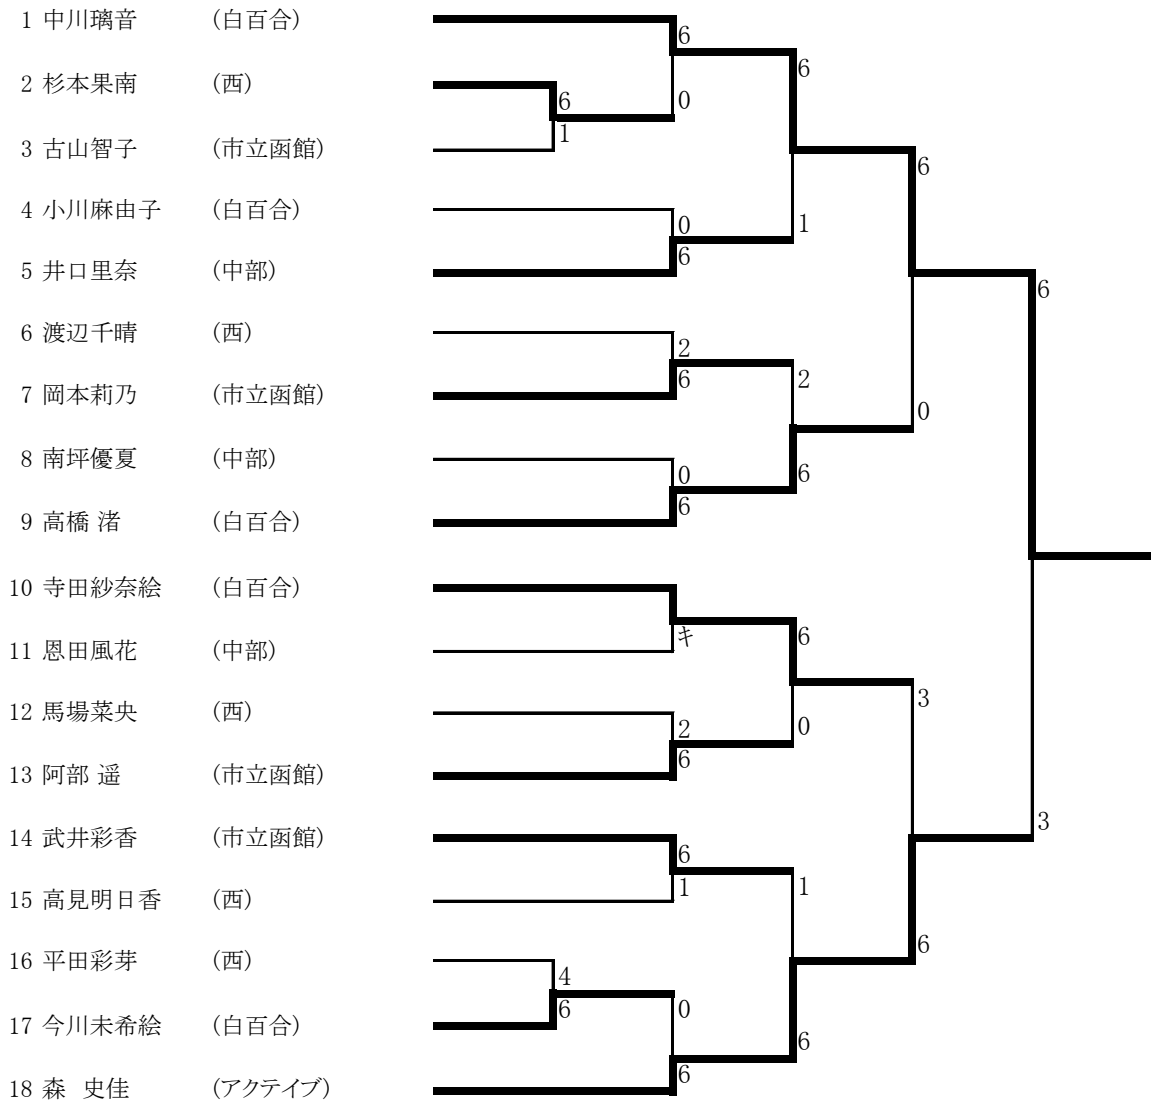 1 中川璃音 (白百合)
6
6
2 杉本果南 (西)
6
0
1
3 古山智子 (市立函館)
6
4 小川麻由子 (白百合)
0
1
6
5 井口里奈 (中部)
6
6 渡辺千晴 (西)
2
6
2
7 岡本莉乃 (市立函館)
0
8 南坪優夏 (中部)
0
6
6
9 高橋 渚 (白百合)
10 寺田紗奈絵 (白百合)
キ
6
11 恩田風花 (中部)
3
12 馬場菜央 (西)
2
0
6
13 阿部 遥 (市立函館)
3
14 武井彩香 (市立函館)
6
1
1
15 高見明日香 (西)
6
16 平田彩芽 (西)
4
6
0
17 今川未希絵 (白百合)
6
6
18 森 史佳 (アクテイブ)